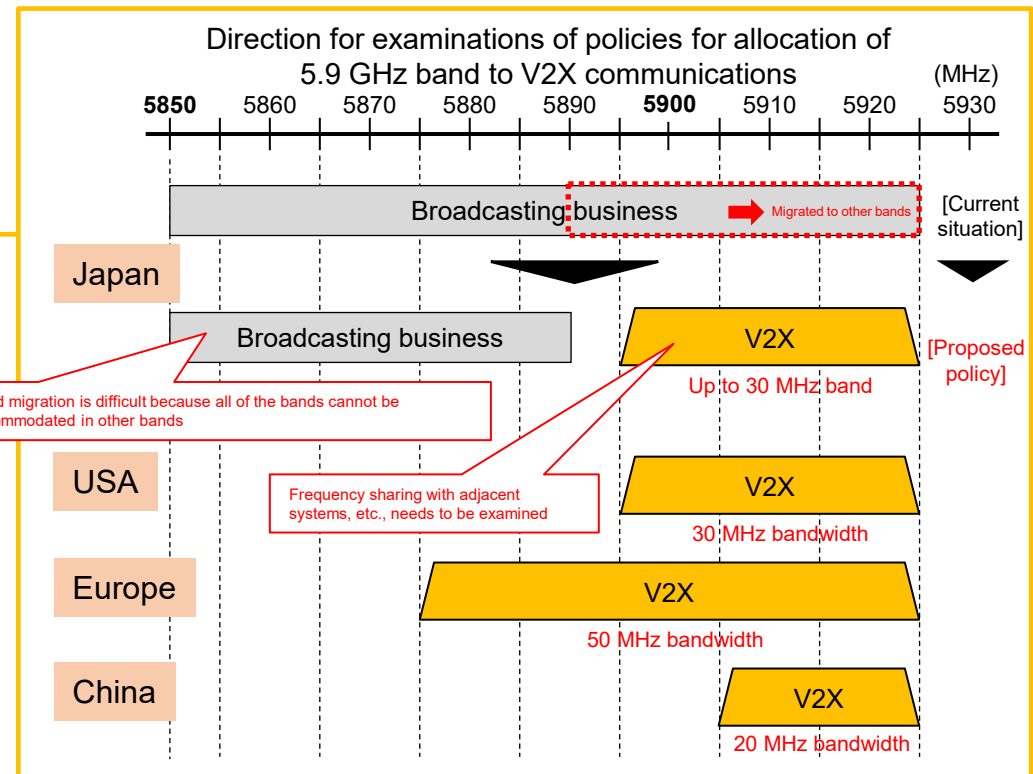 Direction for examinations of policies for allocation of
5.9 GHz band to V2X communications
(MHz)
5850 5860 5870 5880 5890 5900 5910 5920 5930
Broadcasting business
Migrated to other bands
[Current
situation]
Japan
Broadcasting business
V2X
Up to 30 MHz band
[Proposed
policy]
migration is difficult because all of the bands cannot be
in other bands
USA
V2X
30 MHz bandwidth
Frequency sharing with adjacent
systems, etc., needs to be examined
Europe
V2X
50 MHz bandwidth
China
V2X
20 MHz bandwidth